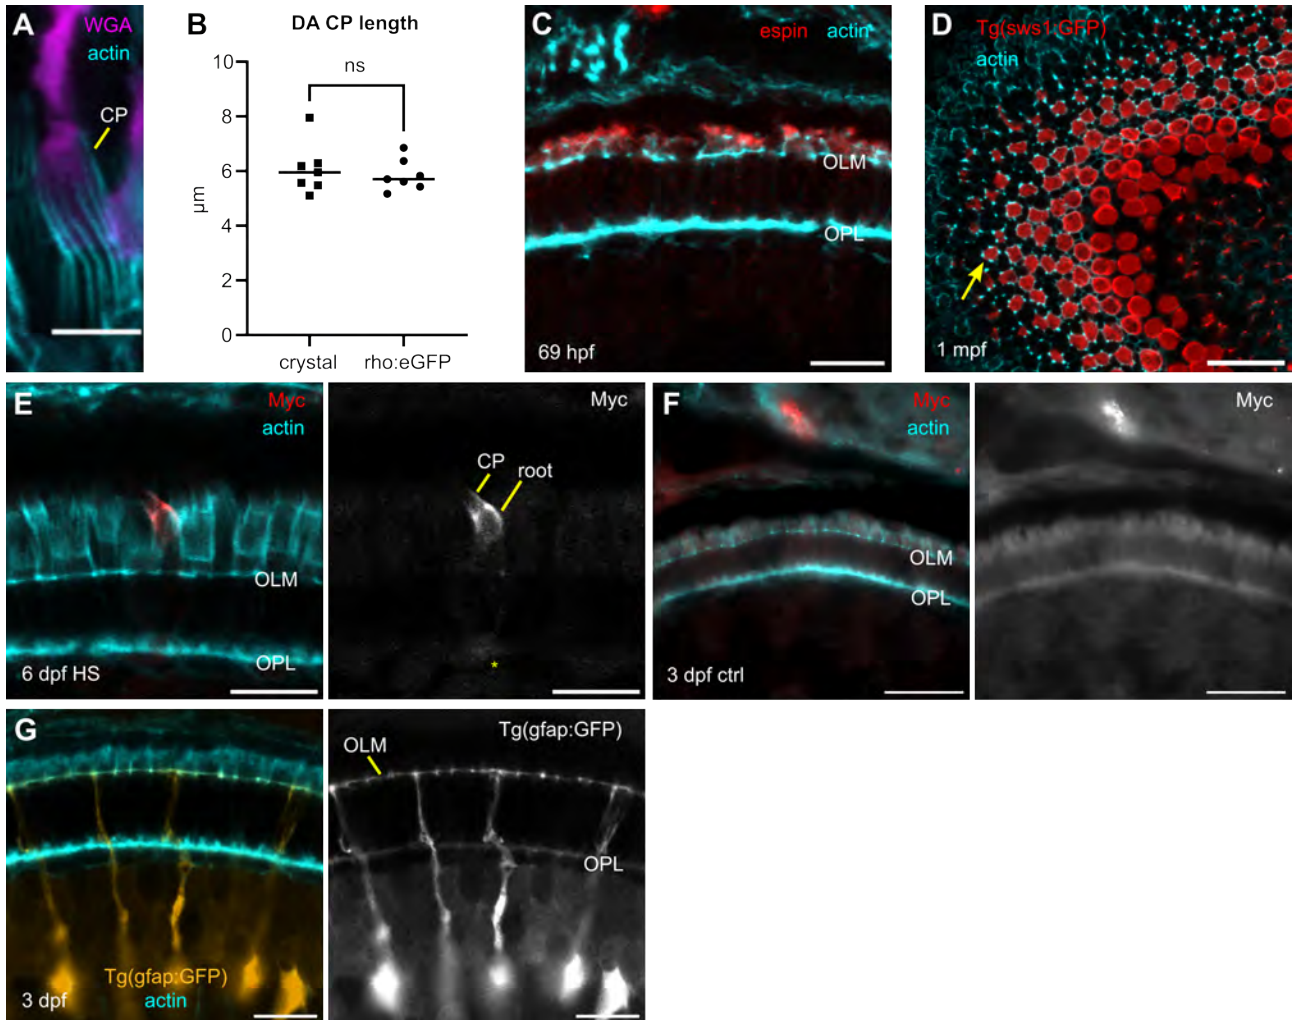 A
WGA
actin
CP
B
DA CP length
ns
10
8
6
4
2
0
µm
crystal
rho:eGFP
C
espin actin
OLM
OPL
69 hpf
D
Tg(sws1:GFP)
actin
1 mpf
E
Myc
actin
OLM
OPL
6 dpf HS
Myc
CP
root
*
F
Myc
actin
OLM
OPL
3 dpf ctrl
Myc
G
Tg(gfap:GFP)
actin
3 dpf
Tg(gfap:GFP)
OLM
OPL